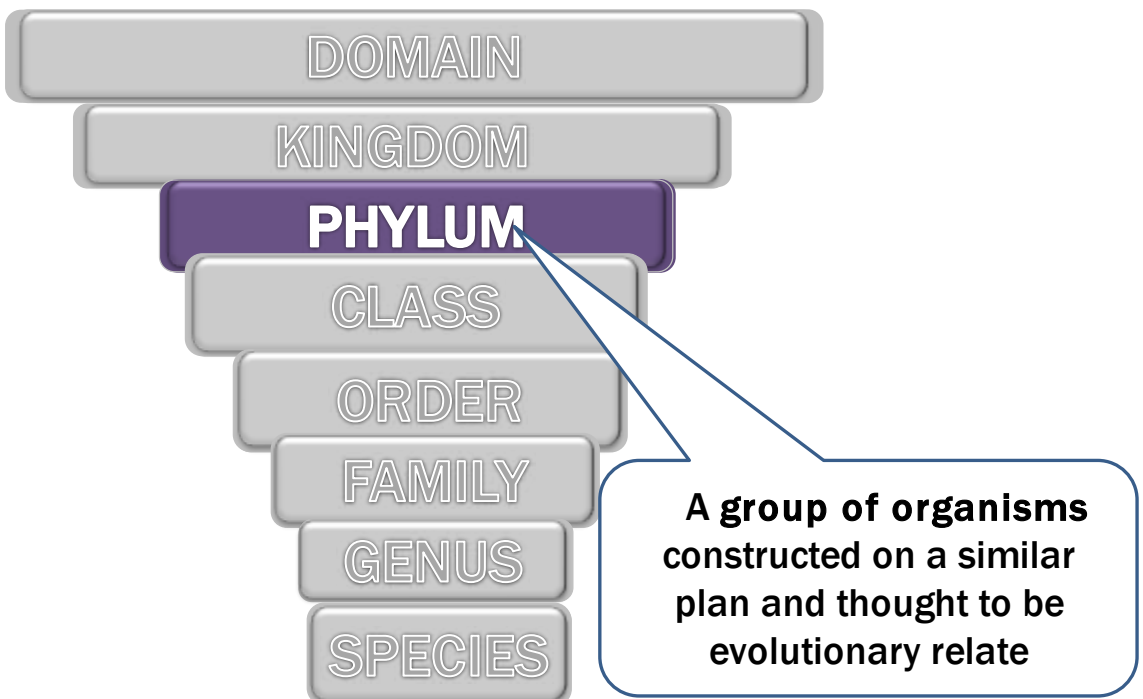 DOMAIN
KINGDOM
PHYLUM
CLASS
ORDER
FAMILY
GENUS
SPECIES
A group of organisms
constructed on a similar
plan and thought to be
evolutionary relate